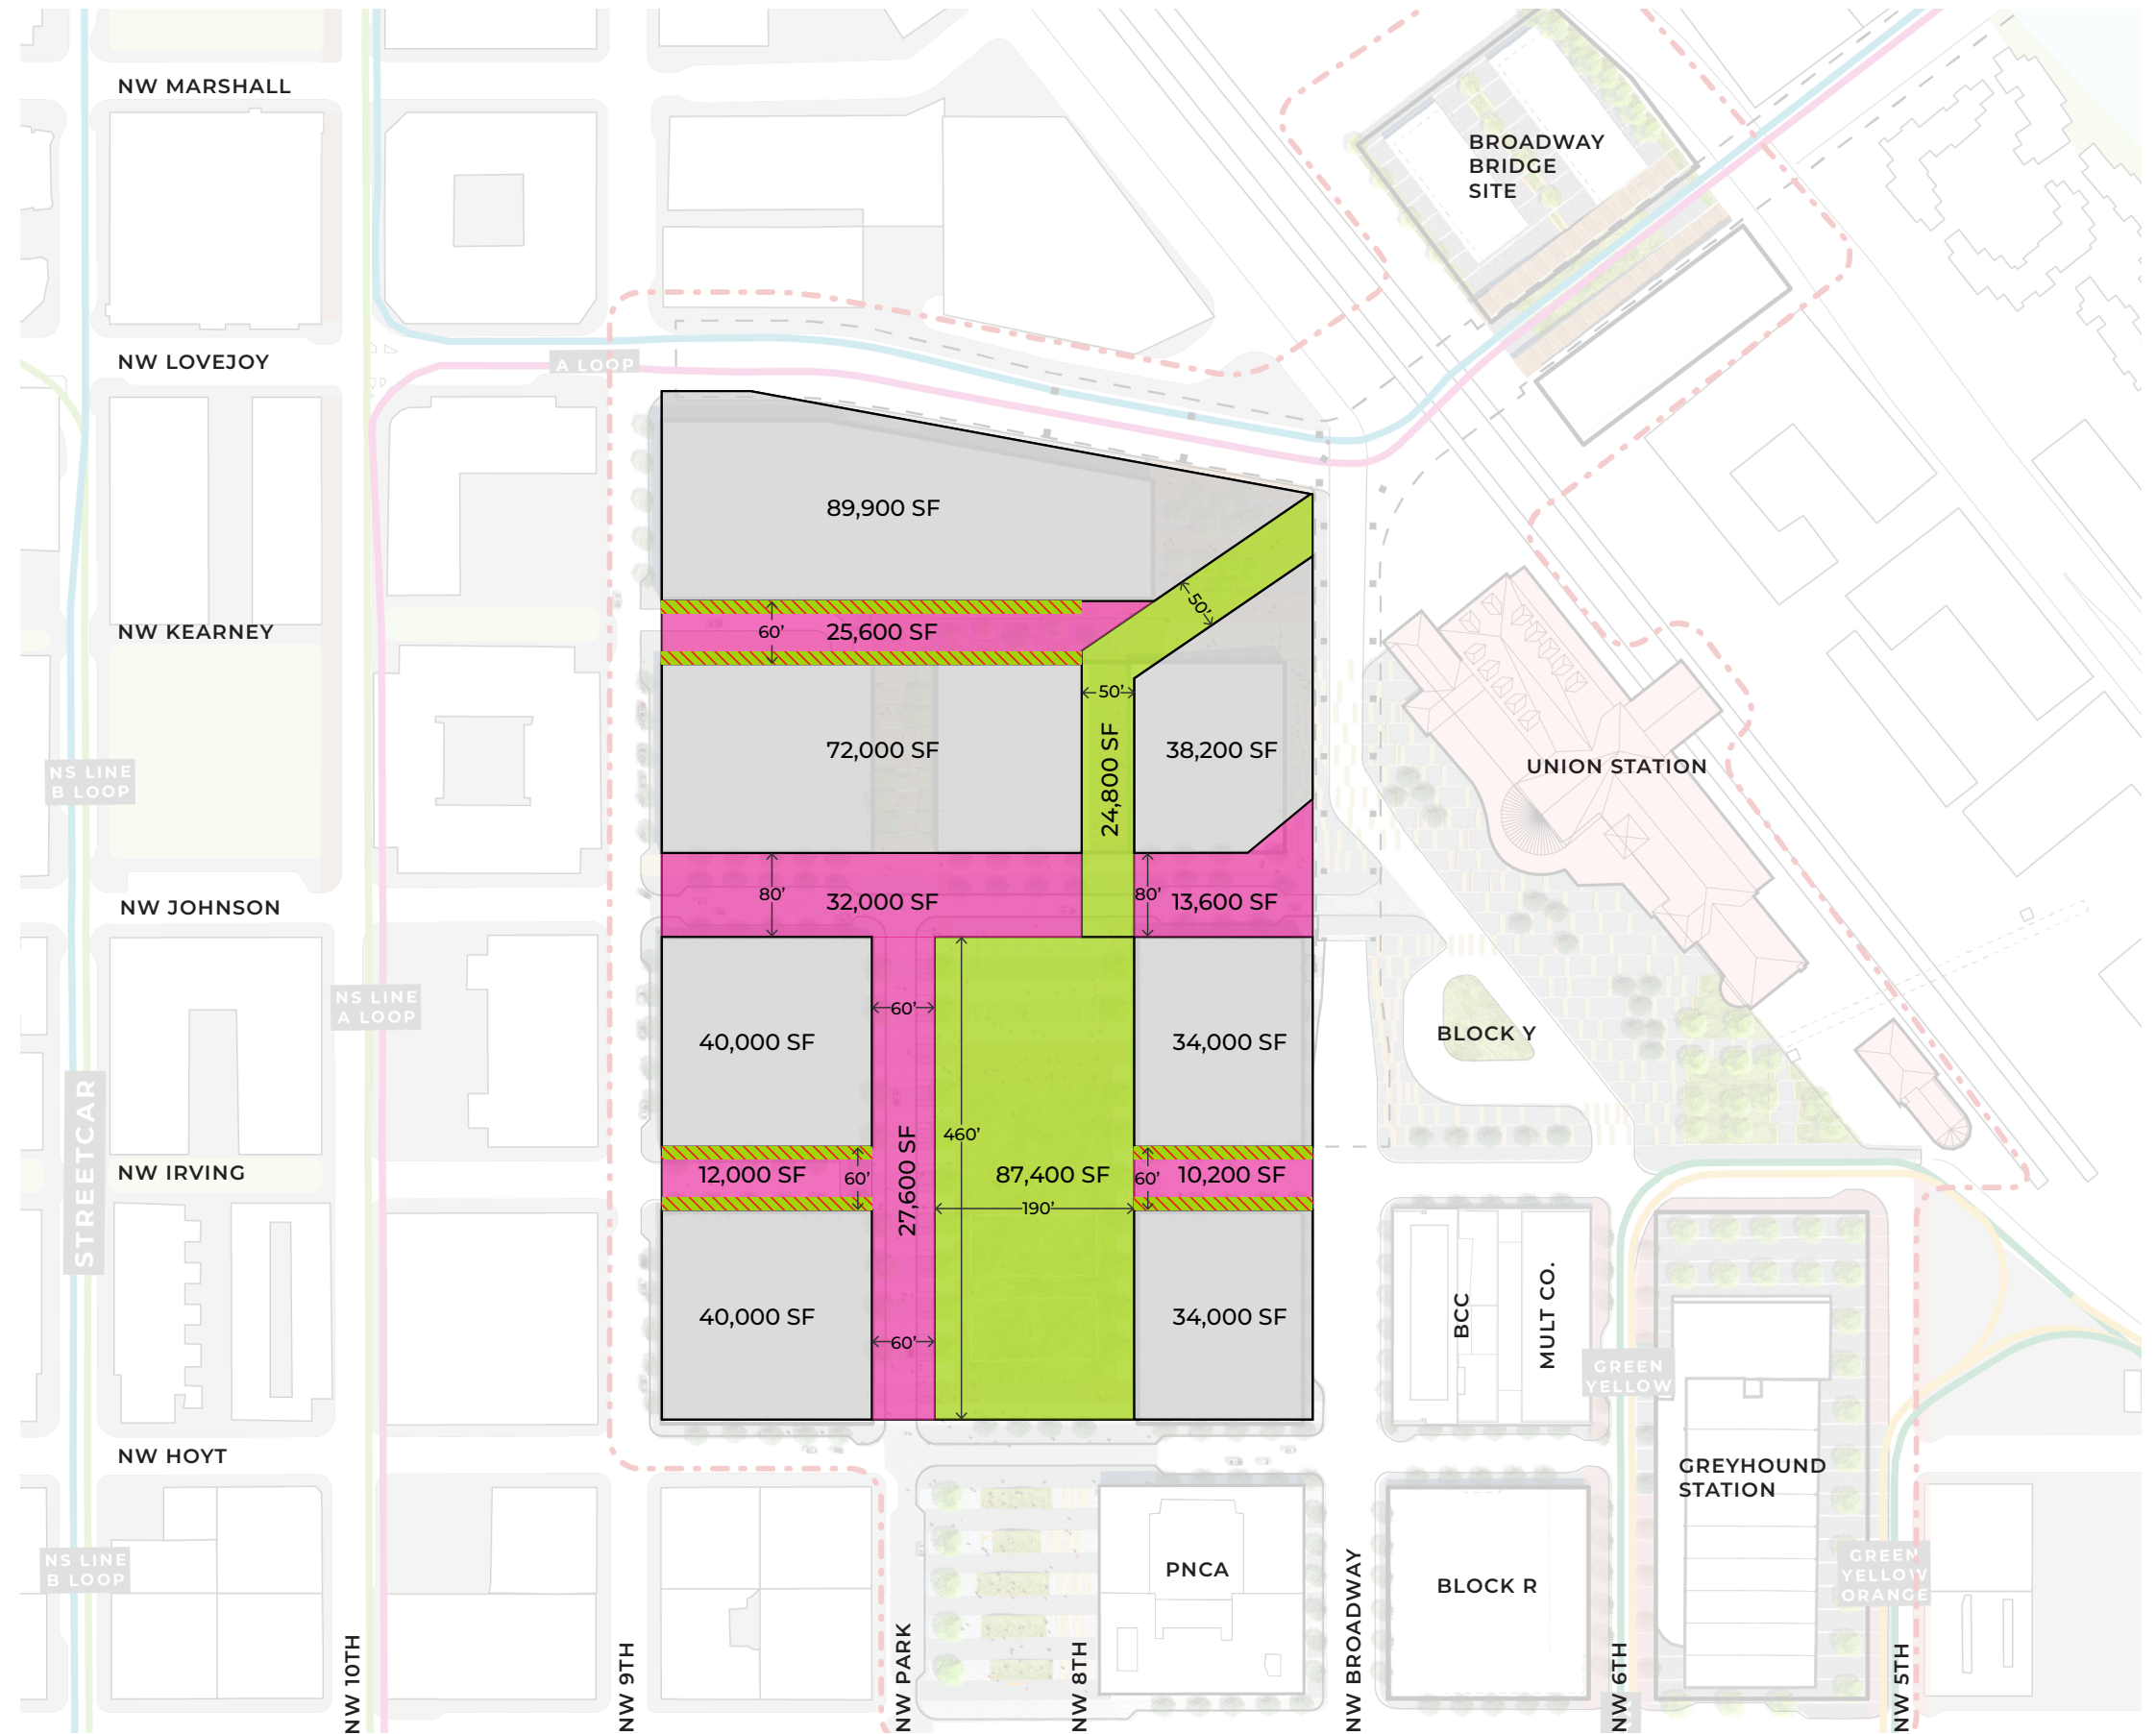 NW MARSHALL
BROADWAY
BRIDGE
SITE
NW LOVEJOY
A LOOP
89,900 SF
NW KEARNEY
60'
25,600 SF
50'
50'
72,000 SF
24,800 SF
38,200 SF
UNION STATION
NS LINE
B LOOP
NW JOHNSON
80'
32,000 SF
80'
13,600 SF
NS LINE
A LOOP
60'
40,000 SF
34,000 SF
BLOCK Y
STREETCAR
460'
NW IRVING
12,000 SF
60'
27,600 SF
87,400 SF
60'
10,200 SF
190'
40,000 SF
60'
34,000 SF
BCC
MULT CO.
GREEN
YELLOW
NW HOYT
GREYHOUND
STATION
NS LINE
B LOOP
PNCA
BLOCK R
GREEN
YELLOW
ORANGE
NW 10TH
NW 9TH
NW PARK
NW 8TH
NW BROADWAY
NW 6TH
NW 5TH